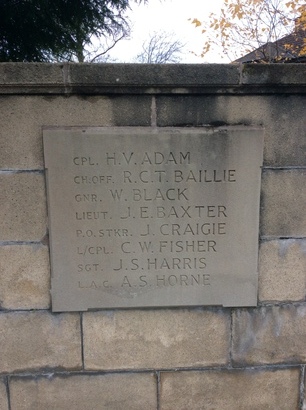 CPL. H.V. ADAM
CH.OFF. R.C.T. BAILLIE
GNR. W. BLACK
LIEUT. J.E. BAXTER
P.O. STKR. J. CRAIGIE
L/CPL. C.W. FISHER
SGT. J.S. HARRIS
L.A.C. A.S. HORNE